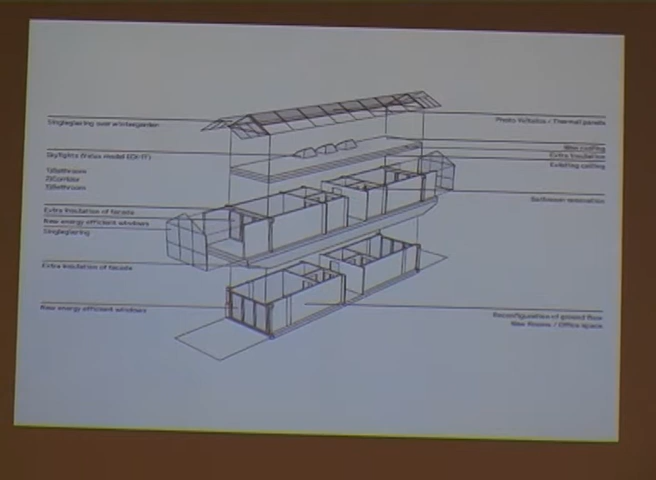 Singleglazing over wintergarden
Skylights (Velux model
1)Bathroom
2)Corridor
3)Bathroom
Extra insulation of facade
New energy efficient windows
Singleglazing
Extra insulation of facade
New energy efficient windows
Photo Voltaics / Thermal panels
New ceiling
Extra insulation
Existing ceiling
Bathroom renovation
Reconfiguration of ground floor
New Rooms / Office space